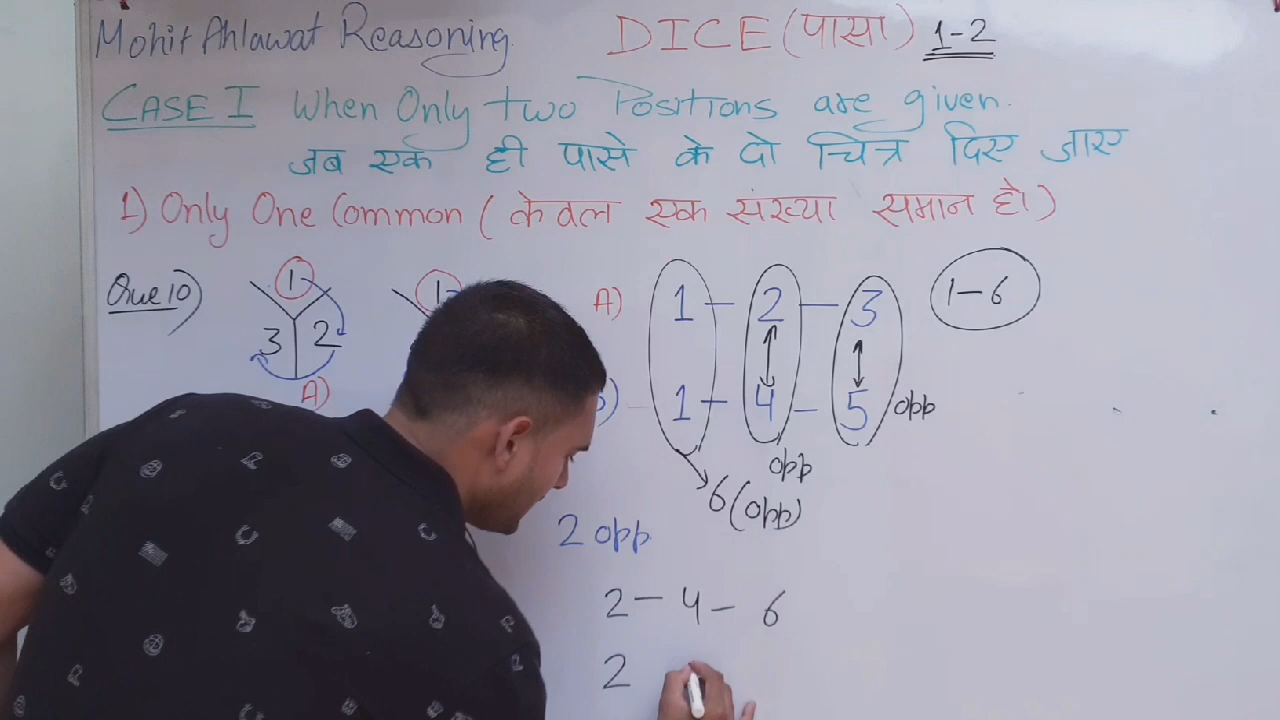 Mohit Ahlawat Reasoning DICE (पासा) 1-2
CASE I When Only two Positions are given.
जब एक ही पासे के दो चित्र दिए जाए
1) Only One Common (केवल एक संख्या समान हो)
Que 10) 1 1 A) 1 - 2 - 3 1-6
3 2
A) 1 - 4 - 5 opp
opp
6 (opp)
2 opp
2 - 4 - 6
2